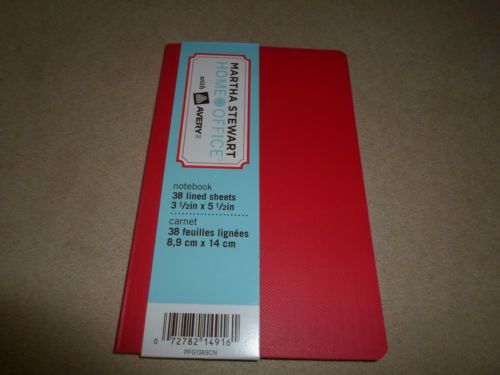 MARTHA STEWART
HOME OFFICE
with AVERY
notebook
38 lined sheets
3 1/2in x 5 1/2in
carnet
38 feuilles lignées
8,9 cm x 14 cm
0 72782 14916
PFG1365CN